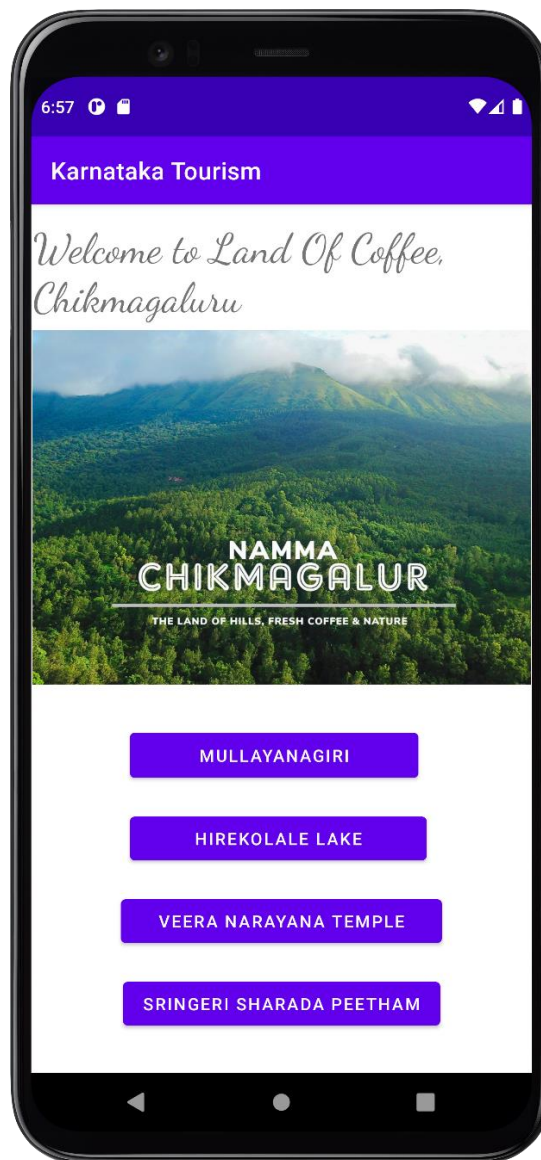 6:57
Karnataka Tourism
Welcome to Land Of Coffee,
Chikmagaluru
NAMMA
CHIKMAGALUR
THE LAND OF HILLS, FRESH COFFEE & NATURE
MULLAYANAGIRI
HIREKOLALE LAKE
VEERA NARAYANA TEMPLE
SRINGERI SHARADA PEETHAM